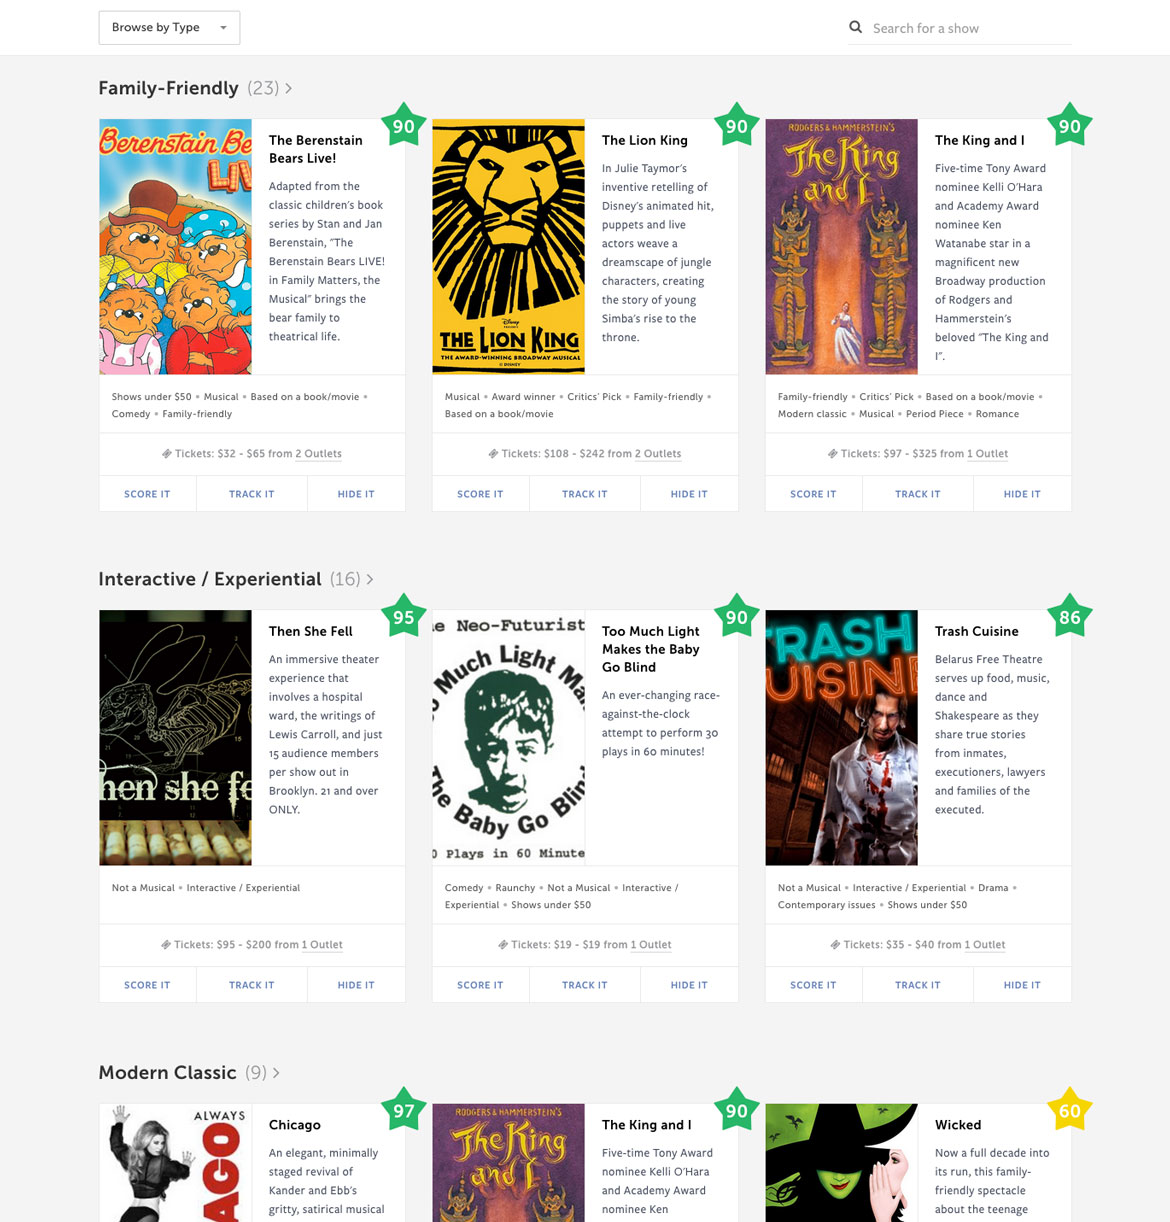 Browse by Type
Search for a show
Family-Friendly (23) >
Berenstain Be
LIV
90
The Berenstain
Bears Live!
Adapted from the
classic children's book
series by Stan and Jan
Berenstain, "The
Berenstain Bears LIVE!
in Family Matters, the
Musical" brings the
bear family to
theatrical life.
Shows under $50 • Musical • Based on a book/movie •
Comedy • Family-friendly
Tickets: $32 - $65 from 2 Outlets
SCORE IT TRACK IT HIDE IT
Disney
PRESENTS
THE LION KING
THE AWARD-WINNING BROADWAY MUSICAL
© DISNEY
90
The Lion King
In Julie Taymor's
inventive retelling of
Disney's animated hit,
puppets and live
actors weave a
dreamscape of jungle
characters, creating
the story of young
Simba's rise to the
throne.
Musical • Award winner • Critics' Pick • Family-friendly •
Based on a book/movie
Tickets: $108 - $242 from 2 Outlets
SCORE IT TRACK IT HIDE IT
RODGERS & HAMMERSTEIN'S
The King
and I
90
The King and I
Five-time Tony Award
nominee Kelli O'Hara
and Academy Award
nominee Ken
Watanabe star in a
magnificent new
Broadway production
of Rodgers and
Hammerstein's
beloved "The King and
I".
Family-friendly • Critics' Pick • Based on a book/movie •
Modern classic • Musical • Period Piece • Romance
Tickets: $97 - $325 from 1 Outlet
SCORE IT TRACK IT HIDE IT
Interactive / Experiential (16) >
hen she fe
95
Then She Fell
An immersive theater
experience that
involves a hospital
ward, the writings of
Lewis Carroll, and just
15 audience members
per show out in
Brooklyn. 21 and over
ONLY.
Not a Musical • Interactive / Experiential
Tickets: $95 - $200 from 1 Outlet
SCORE IT TRACK IT HIDE IT
e Neo-Futurist
o Much Light Ma
he Baby Go Blin
0 Plays in 60 Minute
90
Too Much Light
Makes the Baby
Go Blind
An ever-changing race-
against-the-clock
attempt to perform 30
plays in 60 minutes!
Comedy • Raunchy • Not a Musical • Interactive /
Experiential • Shows under $50
Tickets: $19 - $19 from 1 Outlet
SCORE IT TRACK IT HIDE IT
TRASH
UISINE
86
Trash Cuisine
Belarus Free Theatre
serves up food, music,
dance and
Shakespeare as they
share true stories
from inmates,
executioners, lawyers
and families of the
executed.
Not a Musical • Interactive / Experiential • Drama •
Contemporary issues • Shows under $50
Tickets: $35 - $40 from 1 Outlet
SCORE IT TRACK IT HIDE IT
Modern Classic (9) >
ALWAYS
AGO
97
Chicago
An elegant, minimally
staged revival of
Kander and Ebb's
gritty, satirical musical
RODGERS & HAMMERSTEIN'S
The King
and I
90
The King and I
Five-time Tony Award
nominee Kelli O'Hara
and Academy Award
nominee Ken
60
Wicked
Now a full decade into
its run, this family-
friendly spectacle
about the teenage